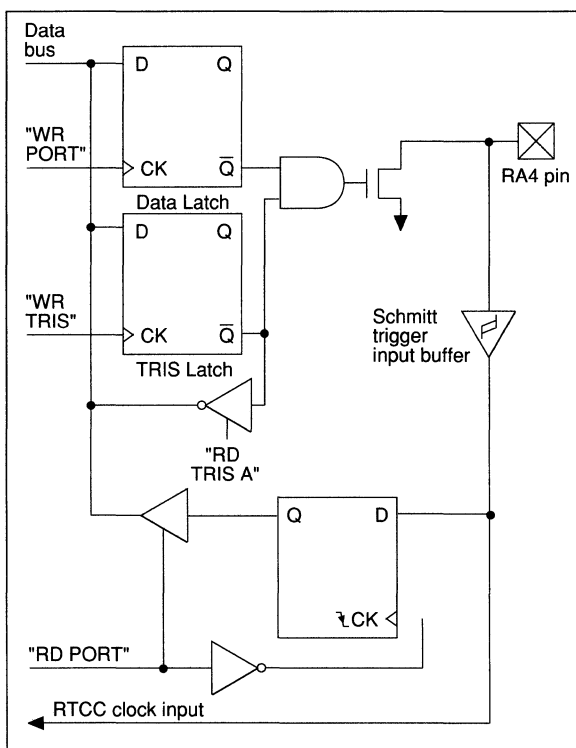 Data
bus
D
Q
"WR
PORT"
CK
Q̅
RA4 pin
Data Latch
D
Q
"WR
TRIS"
CK
Q̅
TRIS Latch
Schmitt
trigger
input buffer
"RD
TRIS A"
Q
D
CK
"RD PORT"
RTCC clock input